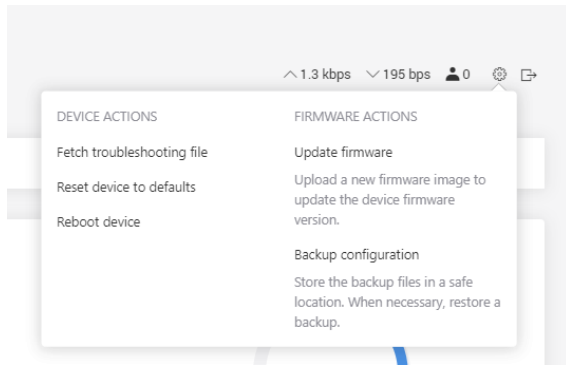 1.3 kbps 195 bps 0
DEVICE ACTIONS
Fetch troubleshooting file
Reset device to defaults
Reboot device
FIRMWARE ACTIONS
Update firmware
Upload a new firmware image to
update the device firmware
version.
Backup configuration
Store the backup files in a safe
location. When necessary, restore a
backup.